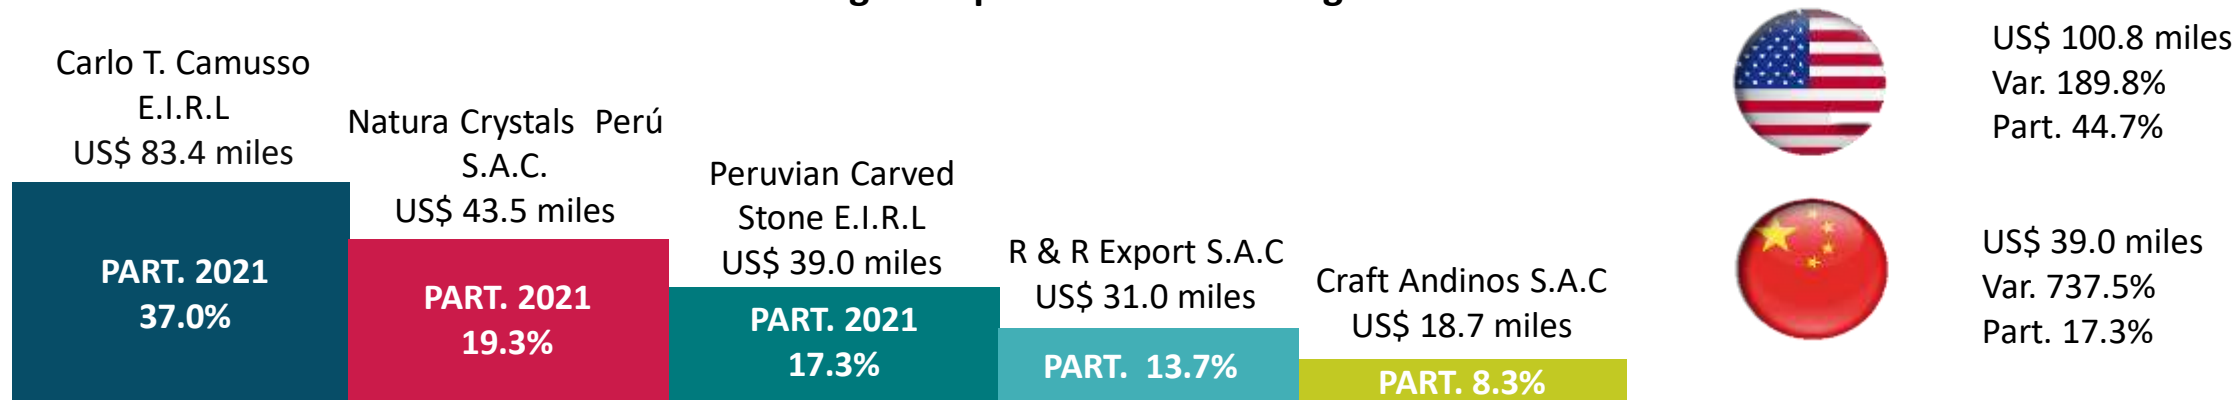 Carlo T. Camusso
E.I.R.L
US$ 83.4 miles
PART. 2021
37.0%
Natura Crystals  Perú
S.A.C.
US$ 43.5 miles
PART. 2021
19.3%
Peruvian Carved
Stone E.I.R.L
US$ 39.0 miles
PART. 2021
17.3%
R & R Export S.A.C
US$ 31.0 miles
PART.  13.7%
Craft Andinos S.A.C
US$ 18.7 miles
PART. 8.3%
US$ 100.8 miles
Var. 189.8%
Part. 44.7%
US$ 39.0 miles
Var. 737.5%
Part. 17.3%